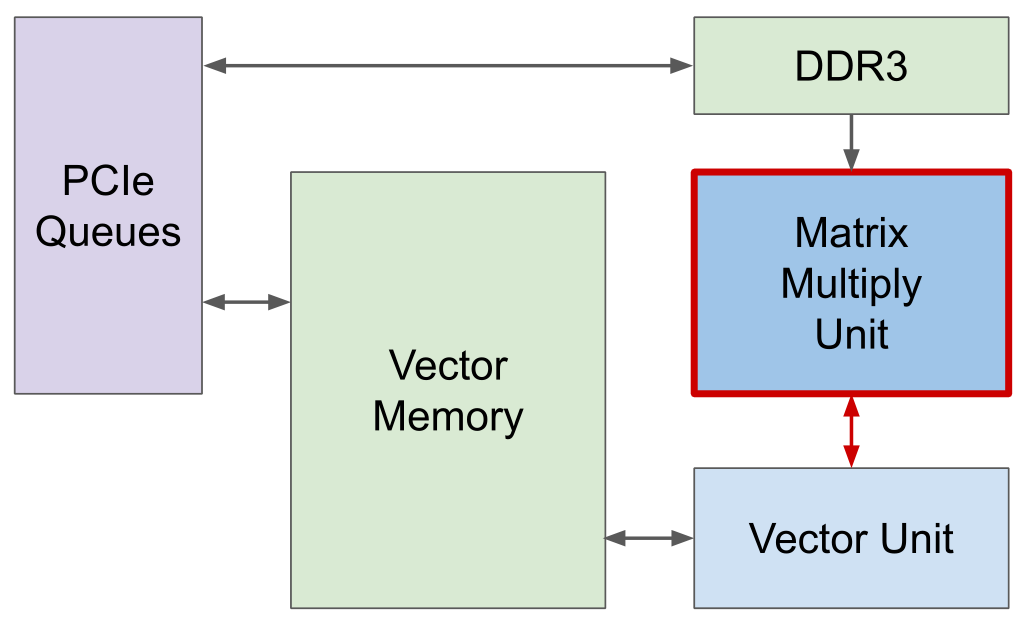 PCIe
Queues
DDR3
Matrix
Multiply
Unit
Vector
Memory
Vector Unit